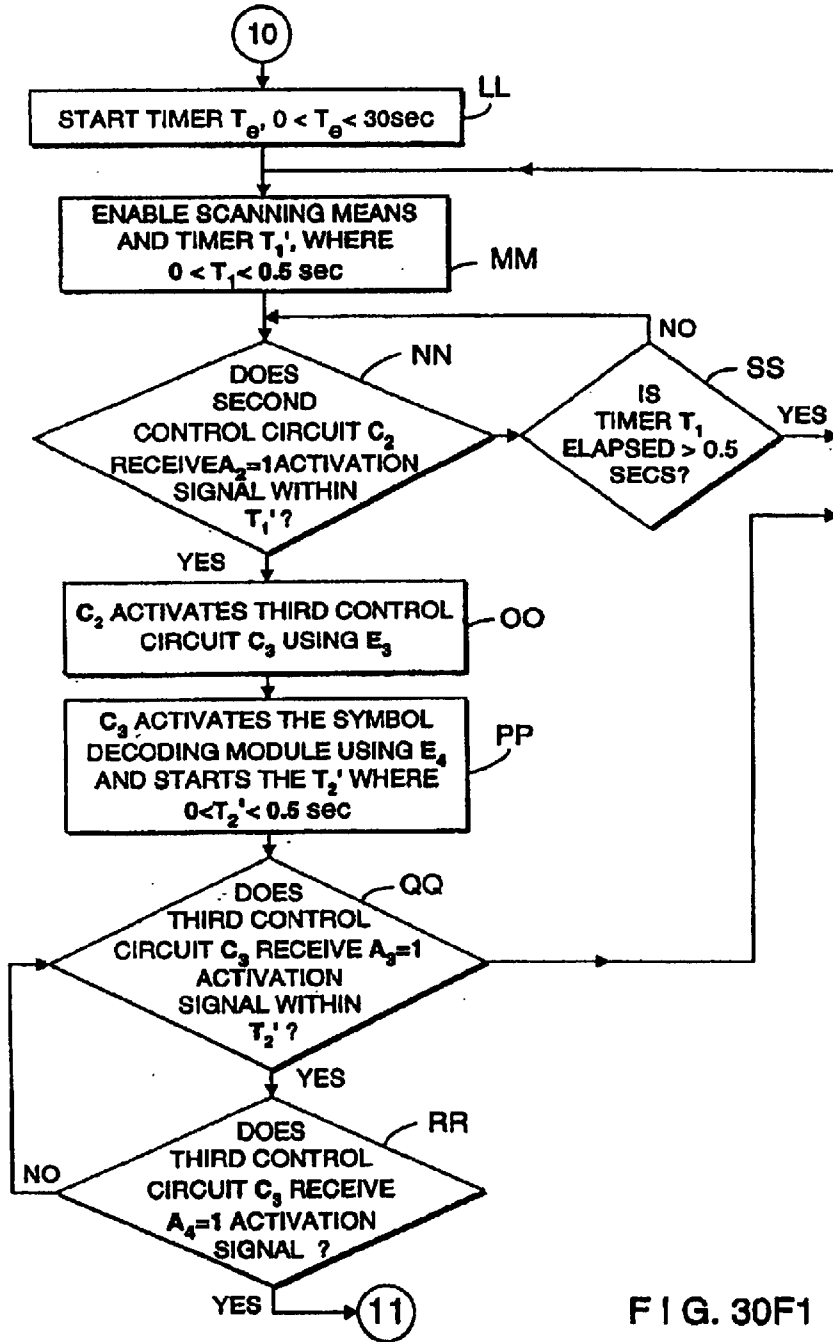 10
LL
START TIMER Te, 0 < Te < 30sec
ENABLE SCANNING MEANS
AND TIMER T1', WHERE
0 < T1 < 0.5 sec
MM
NO
NN
SS
DOES
SECOND
CONTROL CIRCUIT C2
RECEIVEA2=1ACTIVATION
SIGNAL WITHIN
T1' ?
IS
TIMER T1
ELAPSED > 0.5
SECS?
YES
YES
C2 ACTIVATES THIRD CONTROL
CIRCUIT C3 USING E3
OO
C3 ACTIVATES THE SYMBOL
DECODING MODULE USING E4
AND STARTS THE T2' WHERE
0<T2'< 0.5 sec
PP
QQ
DOES
THIRD CONTROL
CIRCUIT C3 RECEIVE A3=1
ACTIVATION
SIGNAL WITHIN
T2' ?
YES
RR
DOES
THIRD CONTROL
CIRCUIT C3 RECEIVE
A4=1 ACTIVATION
SIGNAL ?
NO
YES
11
FIG. 30F1